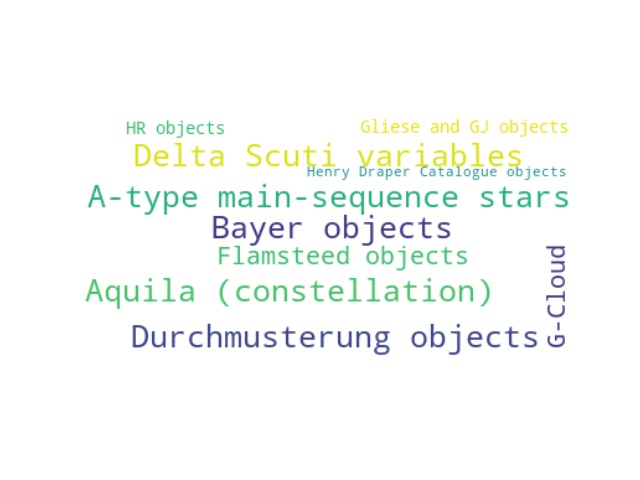 HR objects
Gliese and GJ objects
Delta Scuti variables
Henry Draper Catalogue objects
A-type main-sequence stars
Bayer objects
Flamsteed objects
Aquila (constellation)
G-Cloud
Durchmusterung objects